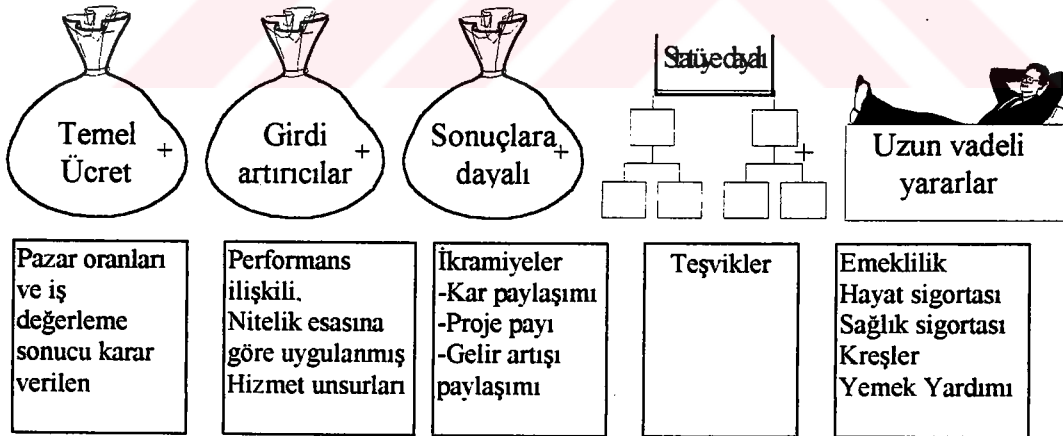 Temel
Ücret
+
Girdi
artırıcılar
+
Sonuçlara
dayalı
+
Statüye dayalı
+
Uzun vadeli
yararlar
Pazar oranları
ve iş
değerleme
sonucu karar
verilen
Performans
ilişkili.
Nitelik esasına
göre uygulanmış
Hizmet unsurları
İkramiyeler
-Kar paylaşımı
-Proje payı
-Gelir artışı
paylaşımı
Teşvikler
Emeklilik
Hayat sigortası
Sağlık sigortası
Kreşler
Yemek Yardımı